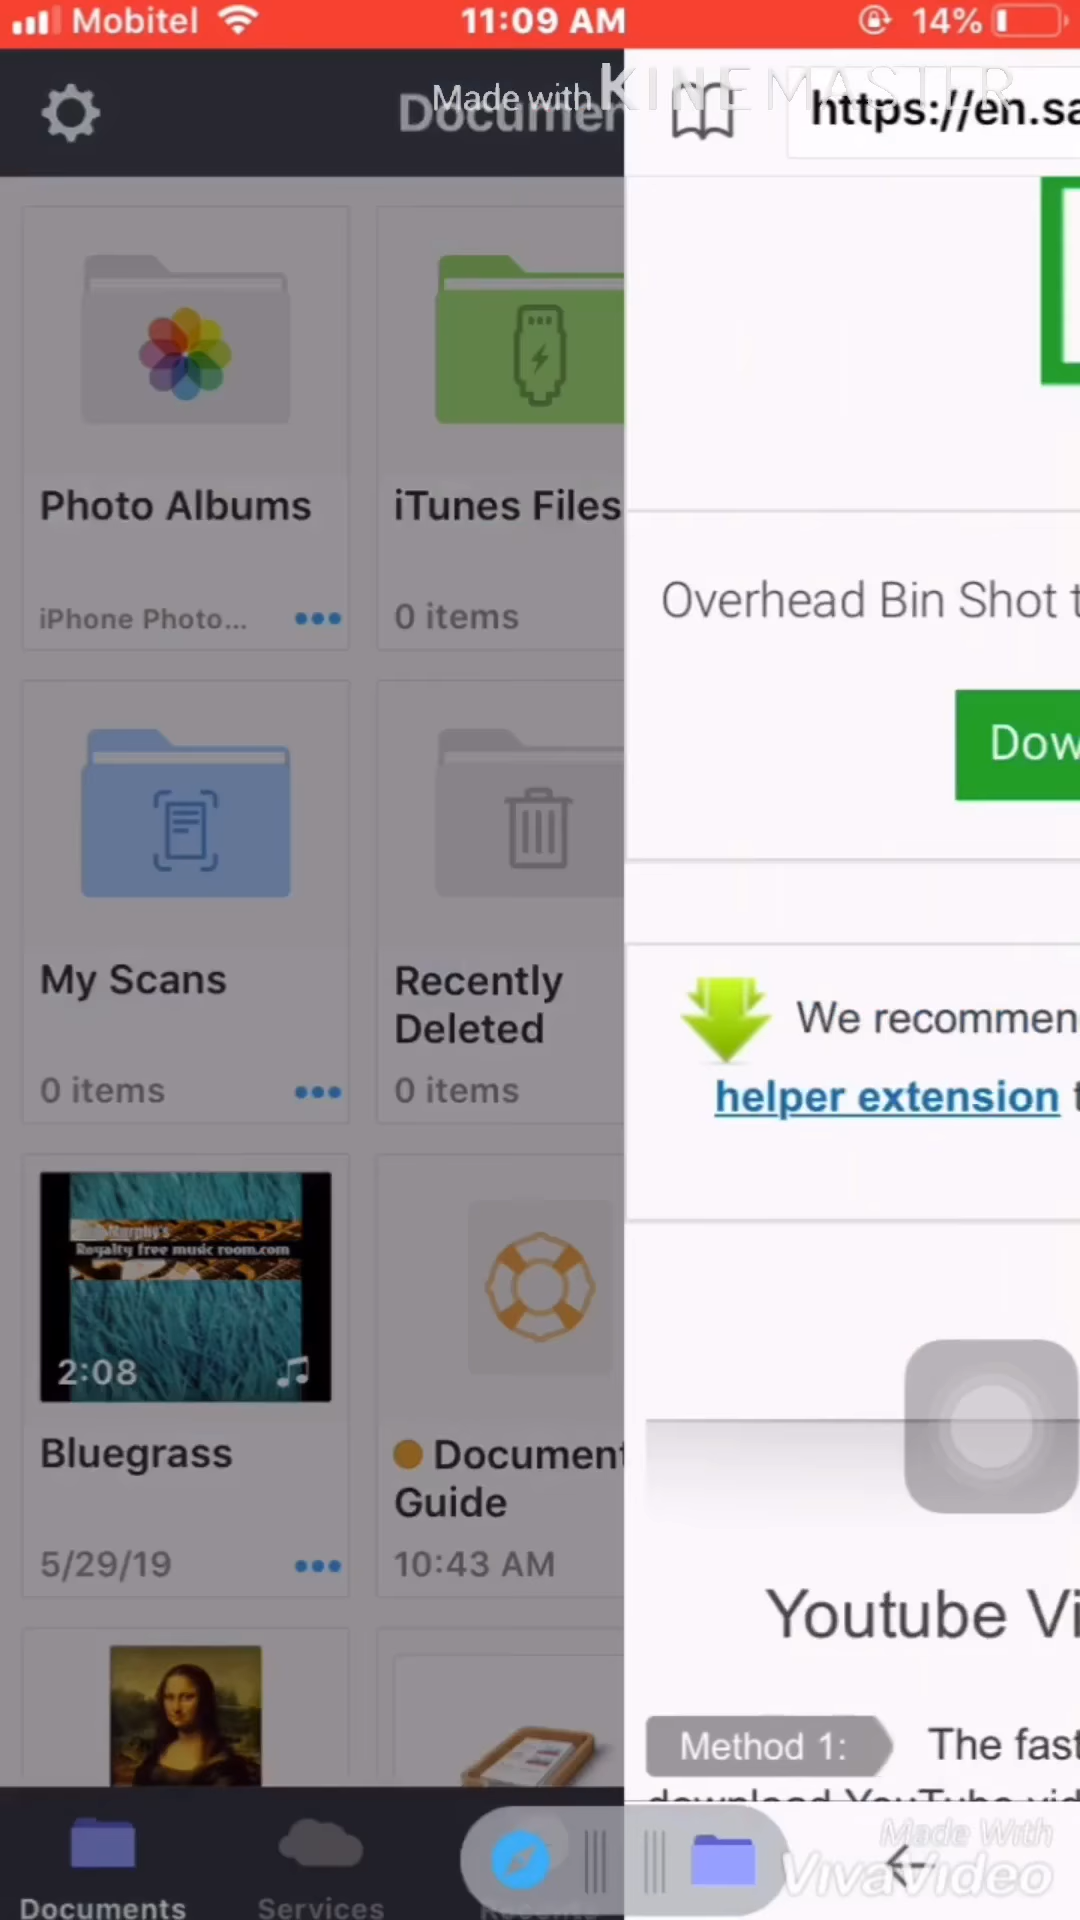 Mobitel
11:09 AM
14%
Made with KINEMASTER
Documen
https://en.sa
Photo Albums
iPhone Photo...
iTunes Files
0 items
Overhead Bin Shot t
Dow
My Scans
0 items
Recently
Deleted
0 items
We recommen
helper extension t
Royalty free music room.com
2:08
Bluegrass
5/29/19
Document
Guide
10:43 AM
Youtube Vi
Method 1: The fast
download YouTube vid
Made With
VivaVideo
Documents
Services
Recents